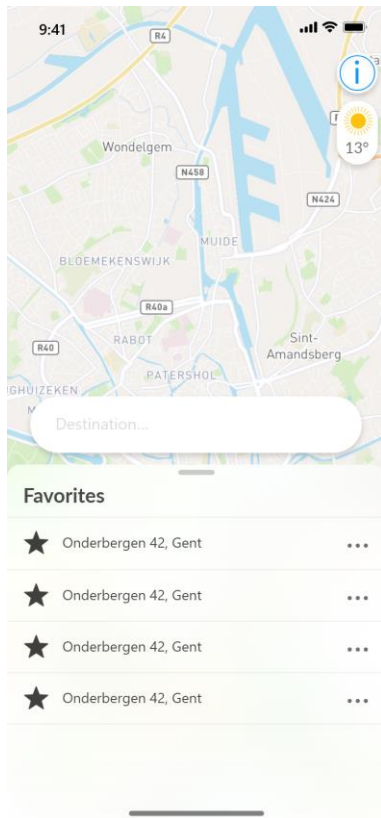 9:41
R4
i
Wondelgem
13°
N458
N424
MUIDE
BLOEMEKENSWIJK
R40a
RABOT
Sint-
Amandsberg
R40
PATERSHOL
GHUIZEKEN
Destination...
Favorites
Onderbergen 42, Gent
Onderbergen 42, Gent
Onderbergen 42, Gent
Onderbergen 42, Gent